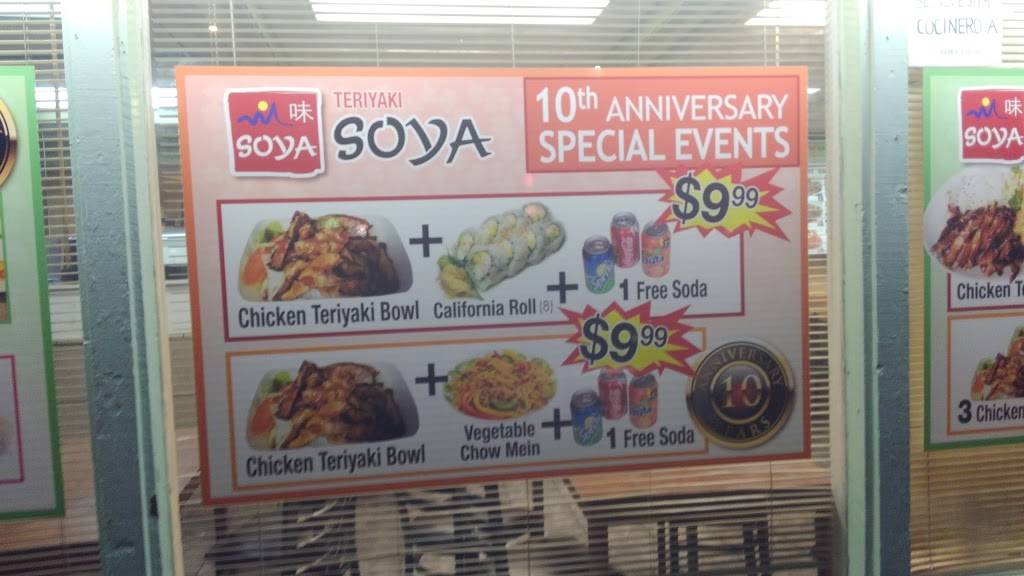 TERIYAKI
SOYA
味
SOYA
10th ANNIVERSARY
SPECIAL EVENTS
$9.99
+
+
Chicken Teriyaki Bowl
California Roll (8)
1 Free Soda
$9.99
+
+
Chicken Teriyaki Bowl
Vegetable
Chow Mein
1 Free Soda
ANNIVERSARY
10
YEARS
COCINERO A
味
SOYA
Chicken Te
3 Chicken